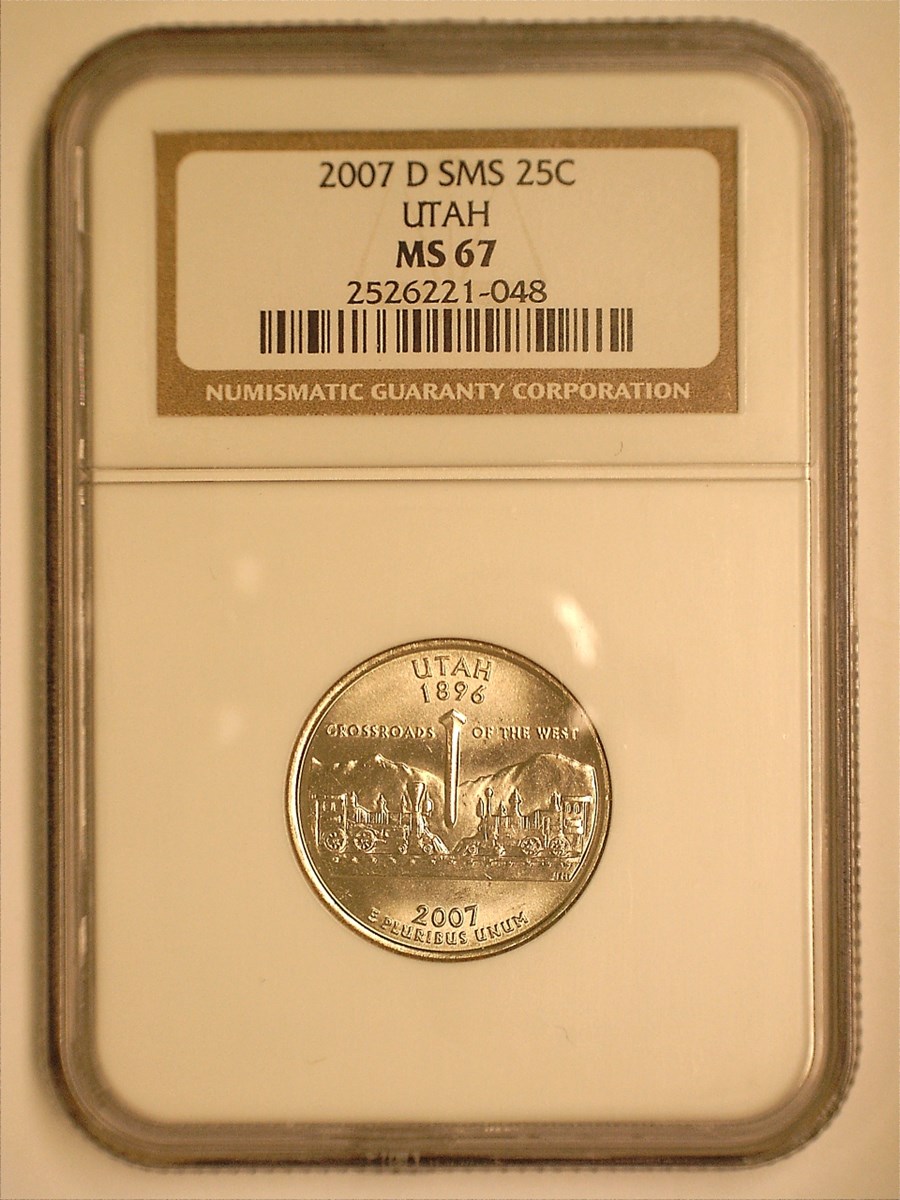 2007 D SMS 25C
UTAH
MS 67
2526221-048
NUMISMATIC GUARANTY CORPORATION
UTAH
1896
CROSSROADS OF THE WEST
2007
E PLURIBUS UNUM